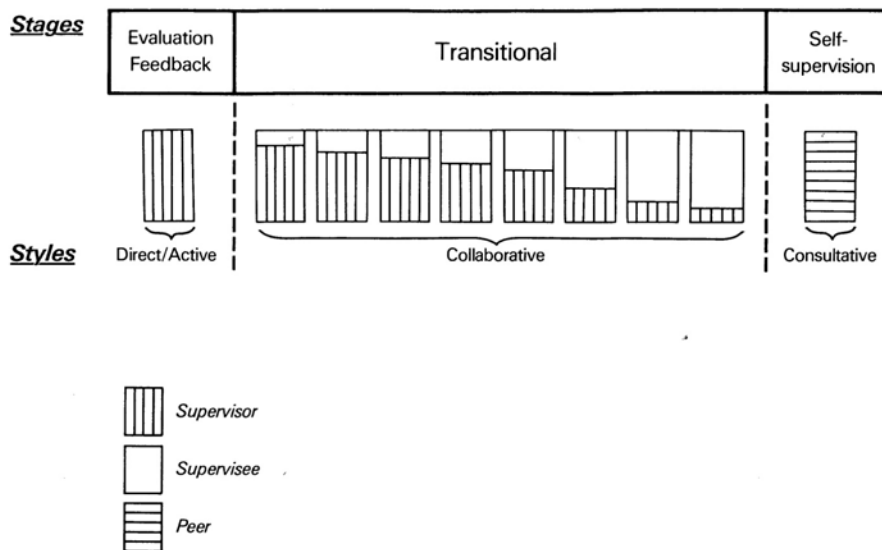 Stages
Evaluation
Feedback
Transitional
Self-
supervision
Styles
Direct/Active
Collaborative
Consultative
Supervisor
Supervisee
Peer